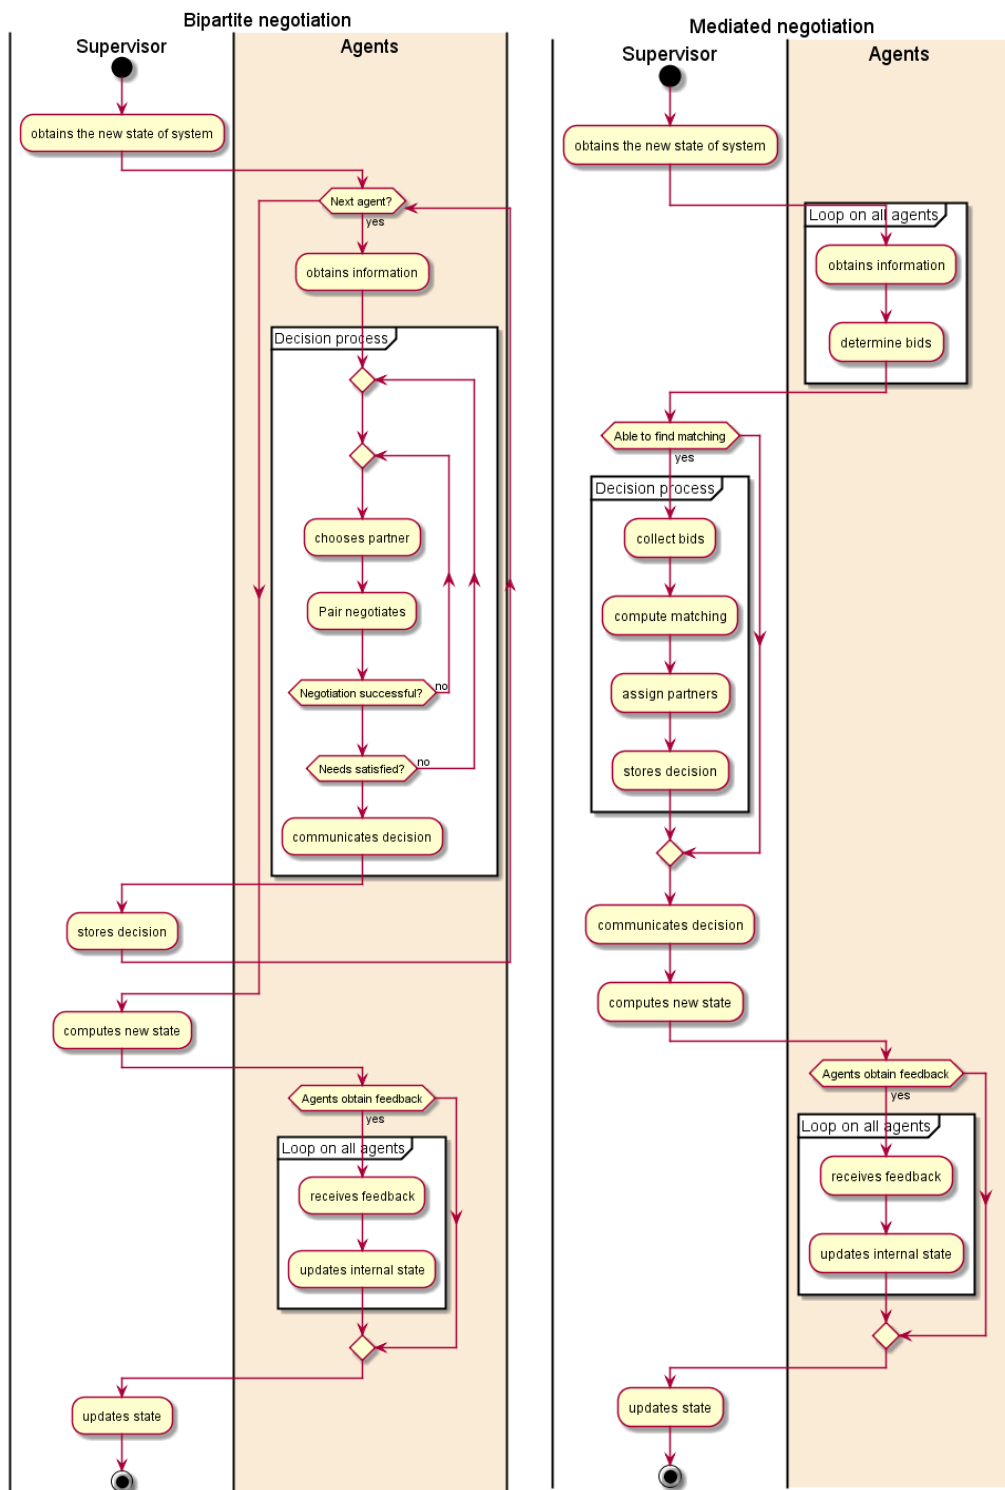 Bipartite negotiation
Supervisor
Agents
obtains the new state of system
Next agent?
yes
obtains information
Decision process
chooses partner
Pair negotiates
Negotiation successful?
no
Needs satisfied?
no
communicates decision
stores decision
computes new state
Agents obtain feedback
yes
Loop on all agents
receives feedback
updates internal state
updates state
Mediated negotiation
Supervisor
Agents
obtains the new state of system
Loop on all agents
obtains information
determine bids
Able to find matching
yes
Decision process
collect bids
compute matching
assign partners
stores decision
communicates decision
computes new state
Agents obtain feedback
yes
Loop on all agents
receives feedback
updates internal state
updates state